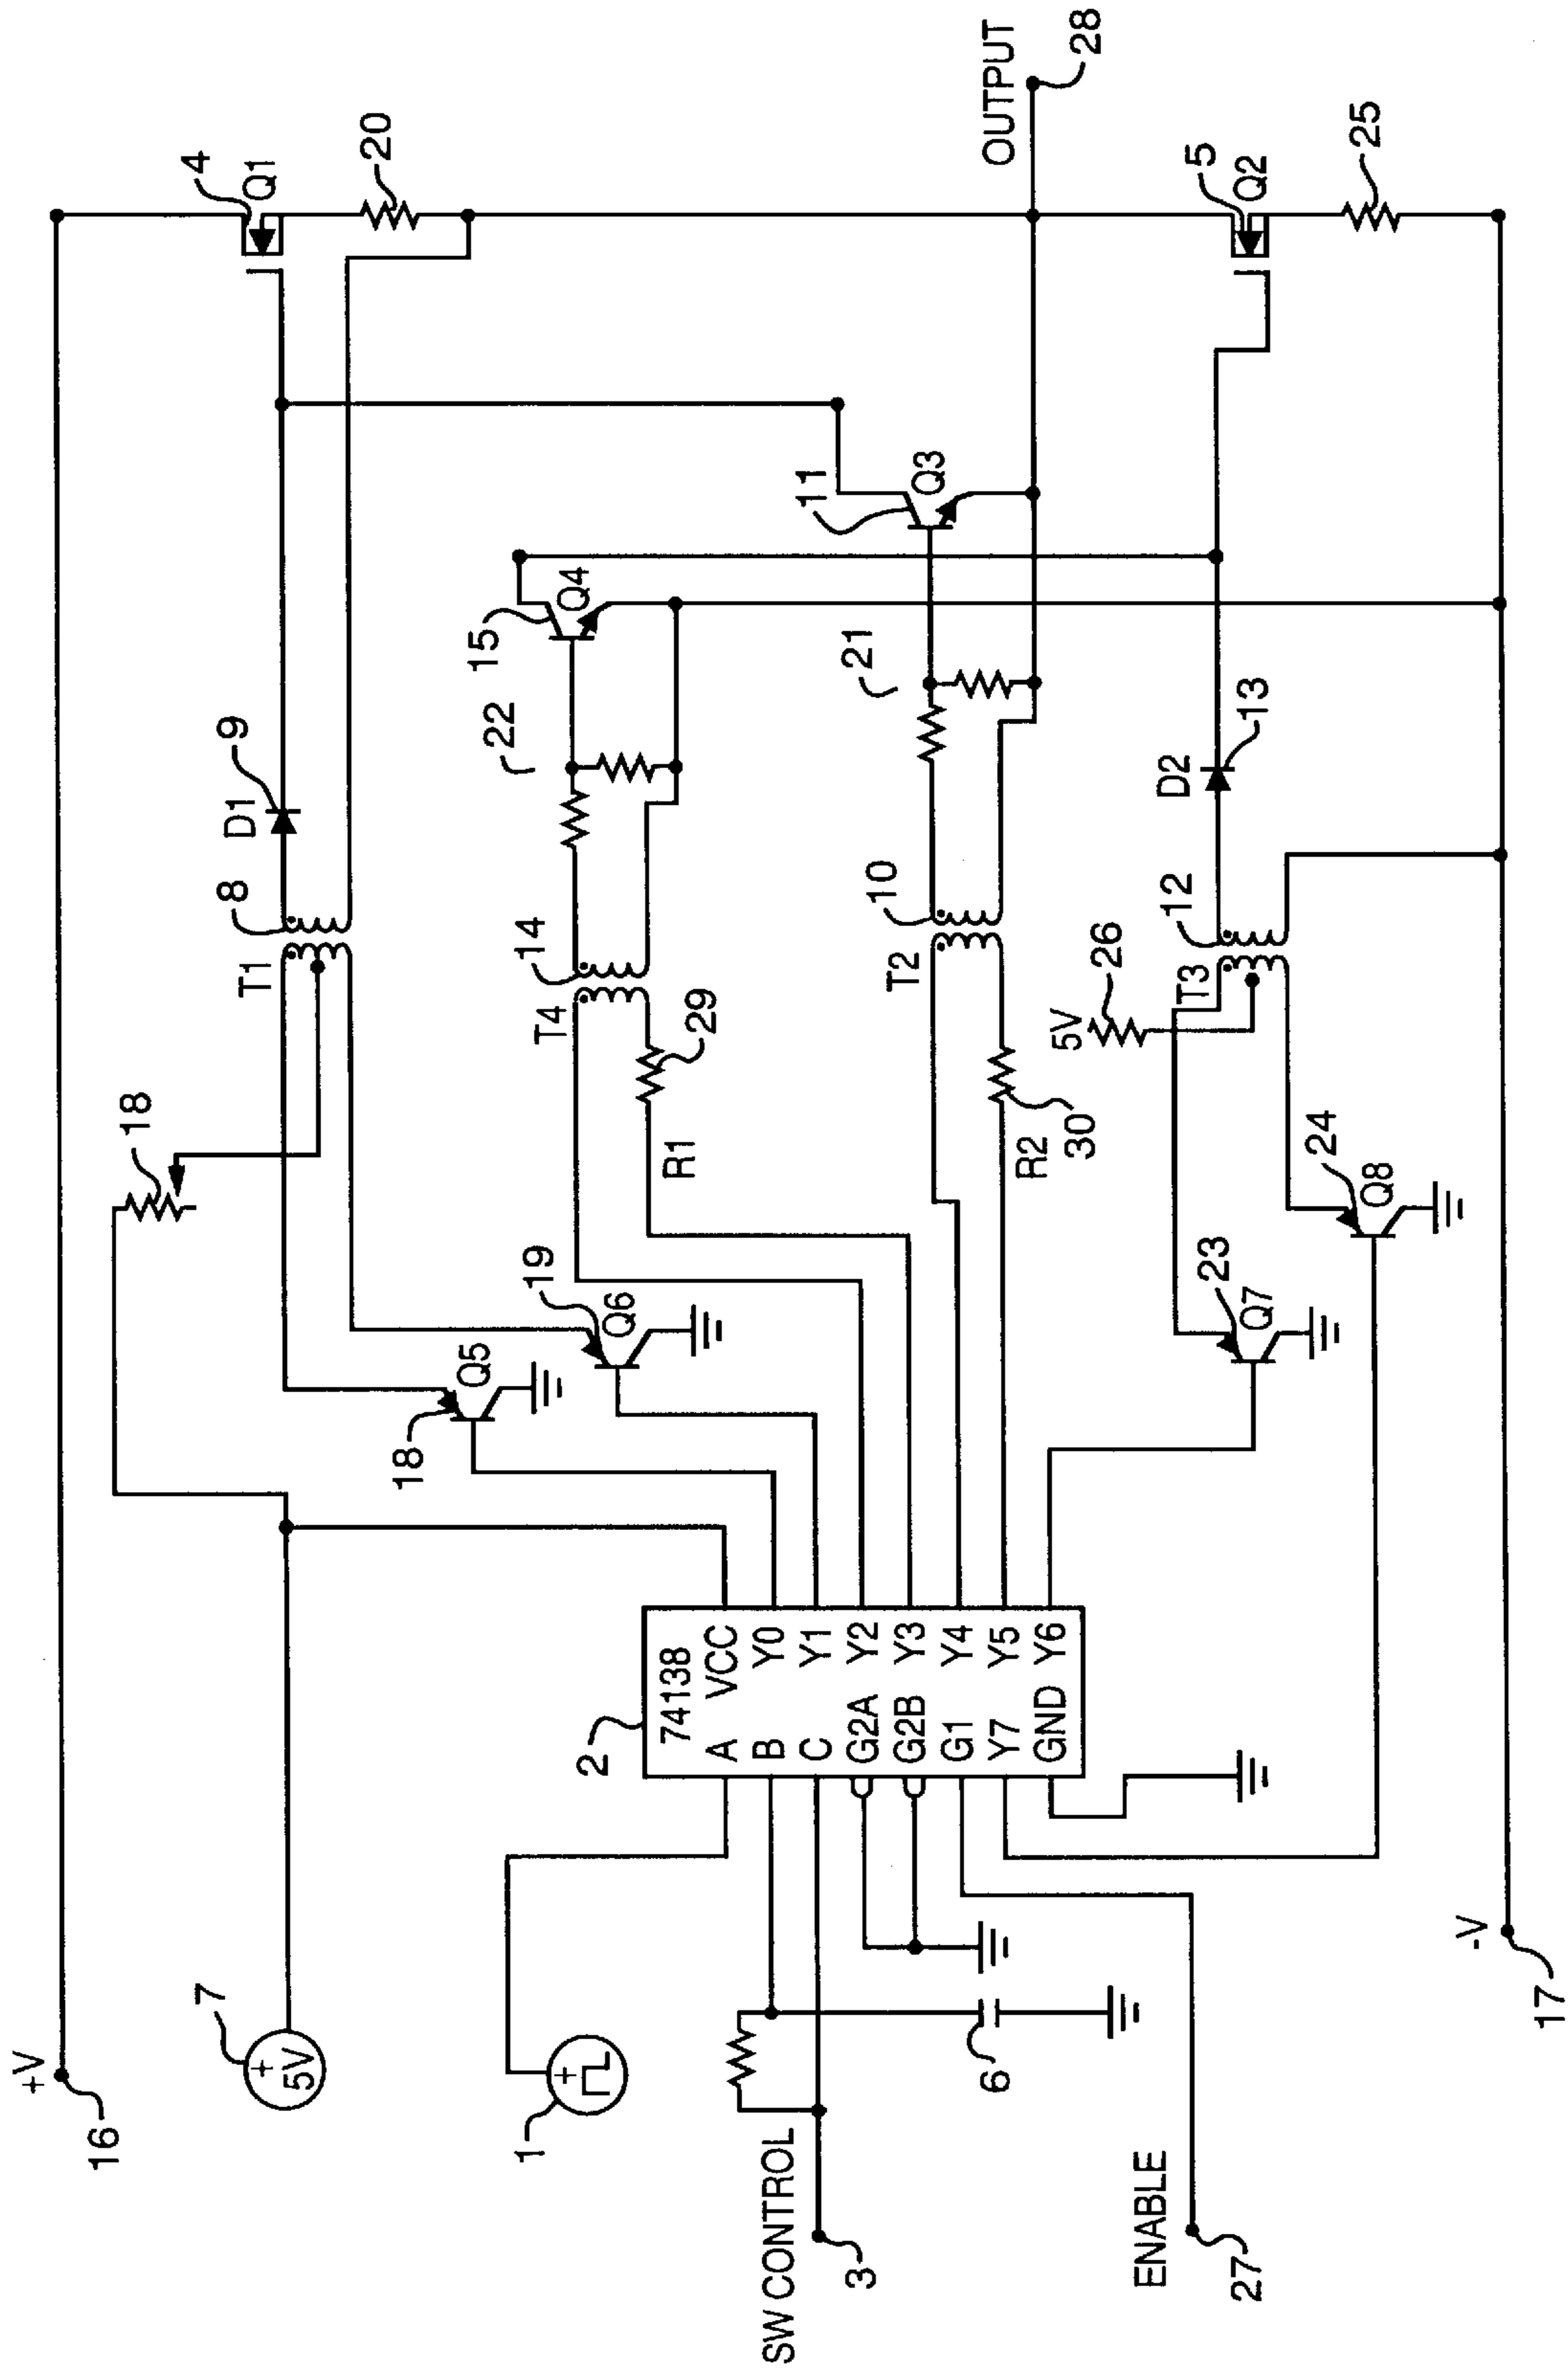 +V
16
7
+
5V
1
+
SW CONTROL
3
6
ENABLE
27
-V
17
2
74138
A VCC
B Y0
C Y1
G2A Y2
G2B Y3
G1 Y4
Y7 Y5
GND Y6
18
18
Q5
19
Q6
T1
8
D1
9
R1
29
T4
14
22
15
Q4
R2
30
T2
10
21
11
Q3
23
Q7
24
Q8
5V
26
T3
12
D2
13
4
Q1
20
OUTPUT
28
5
Q2
25